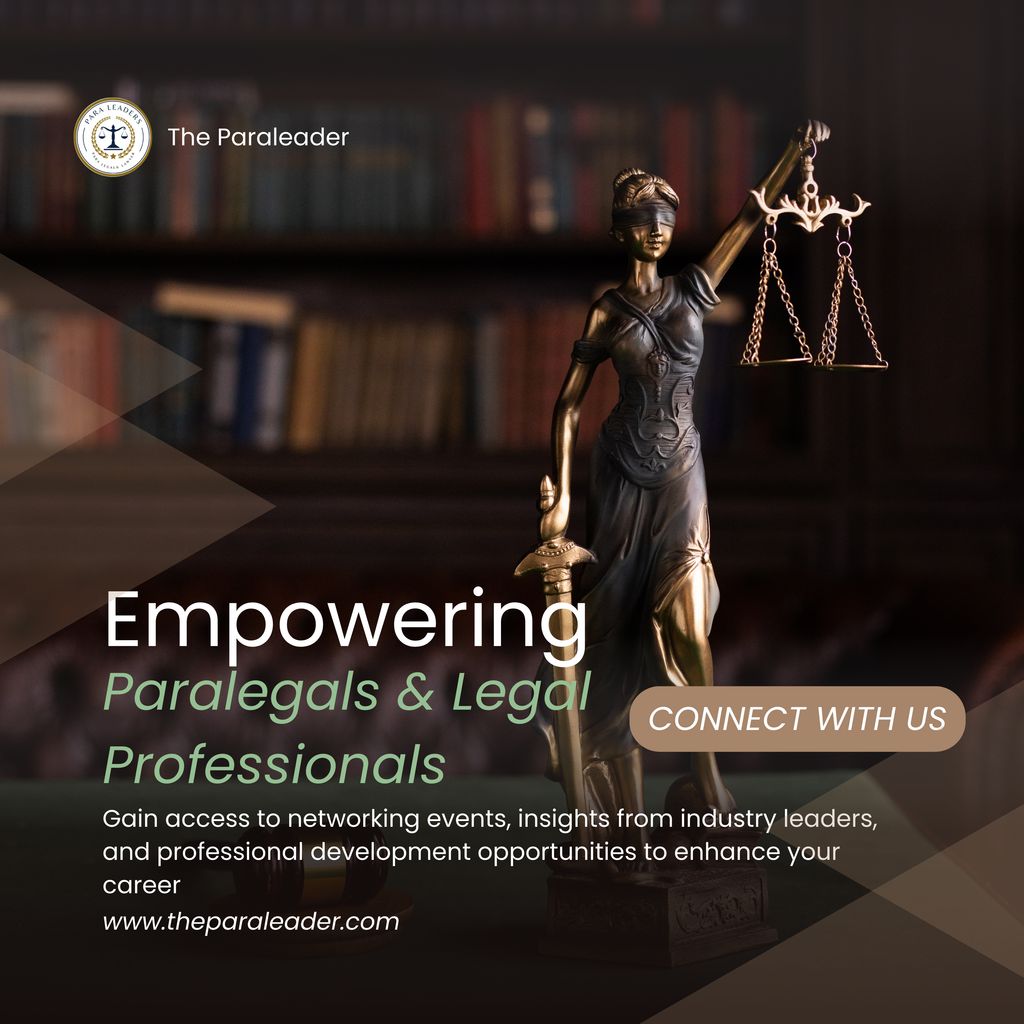 PARA LEADERS
The Paraleader
Empowering
Paralegals & Legal
Professionals
CONNECT WITH US
Gain access to networking events, insights from industry leaders,
and professional development opportunities to enhance your
career
www.theparaleader.com